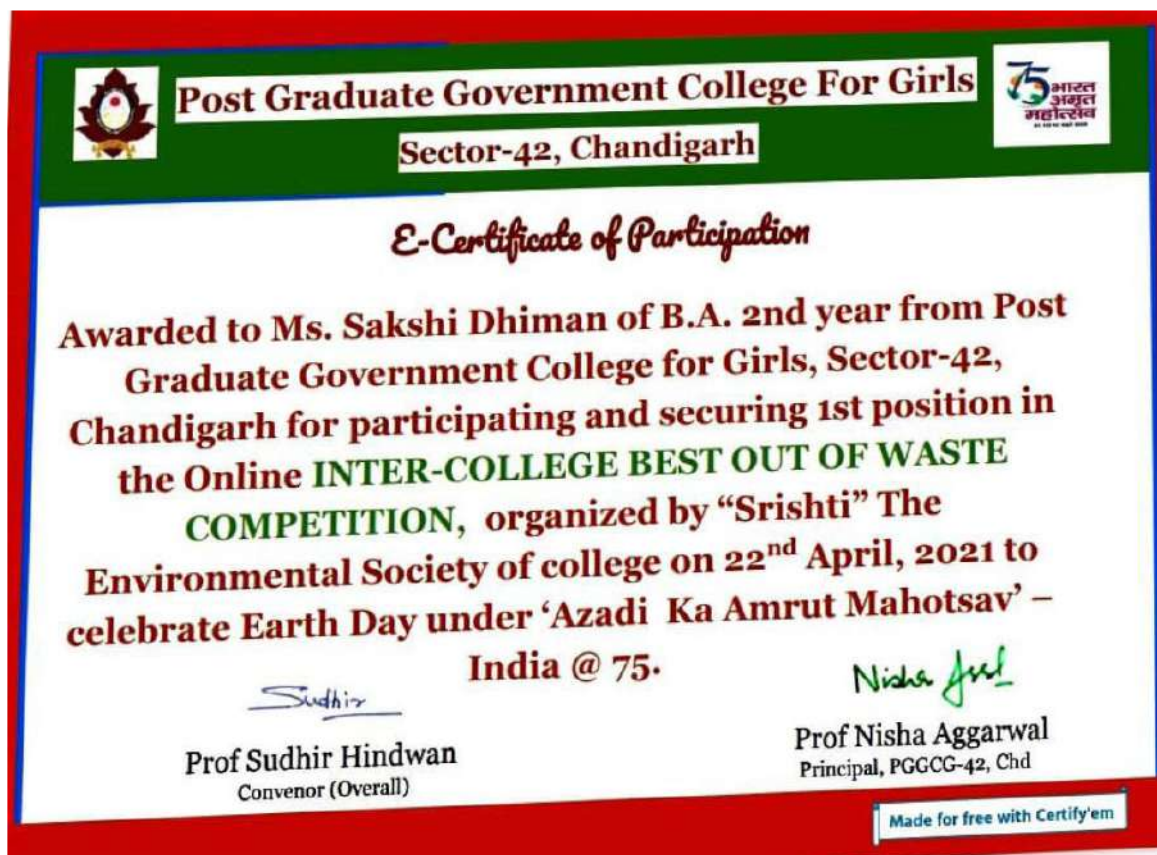 Post Graduate Government College For Girls
Sector-42, Chandigarh
75 भारत
अमृत
महोत्सव
E-Certificate of Participation
Awarded to Ms. Sakshi Dhiman of B.A. 2nd year from Post
Graduate Government College for Girls, Sector-42,
Chandigarh for participating and securing 1st position in
the Online INTER-COLLEGE BEST OUT OF WASTE
COMPETITION, organized by “Srishti” The
Environmental Society of college on 22nd April, 2021 to
celebrate Earth Day under ‘Azadi Ka Amrut Mahotsav’ –
India @ 75.
Sudhir
Nisha
Prof Sudhir Hindwan
Convenor (Overall)
Prof Nisha Aggarwal
Principal, PGGCG-42, Chd
Made for free with Certify'em